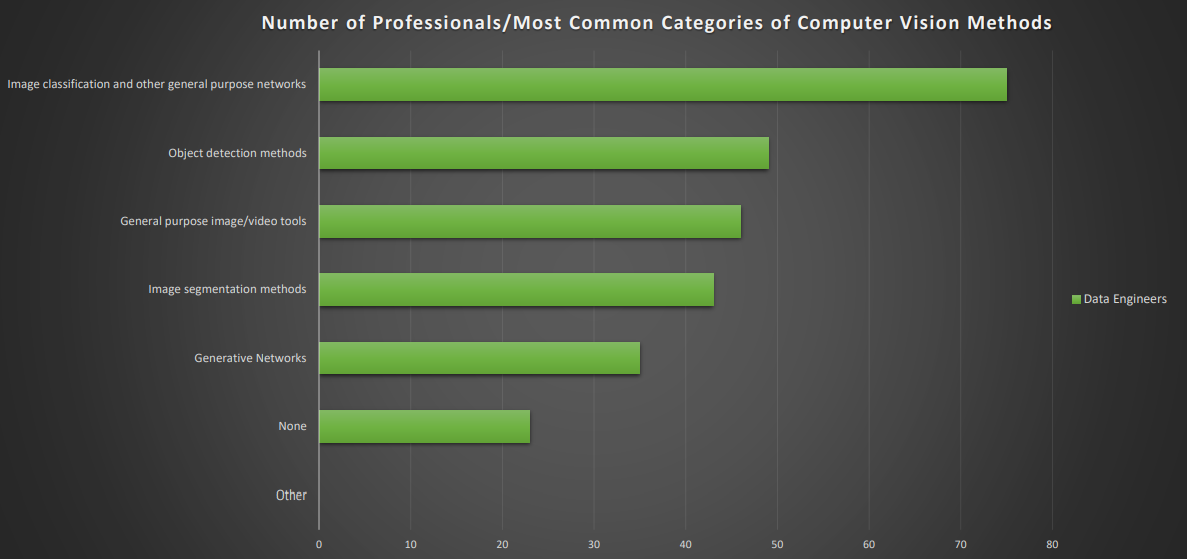 Number of Professionals/Most Common Categories of Computer Vision Methods
Image classification and other general purpose networks
Object detection methods
General purpose image/video tools
Image segmentation methods
Generative Networks
None
Other
0 10 20 30 40 50 60 70 80
Data Engineers